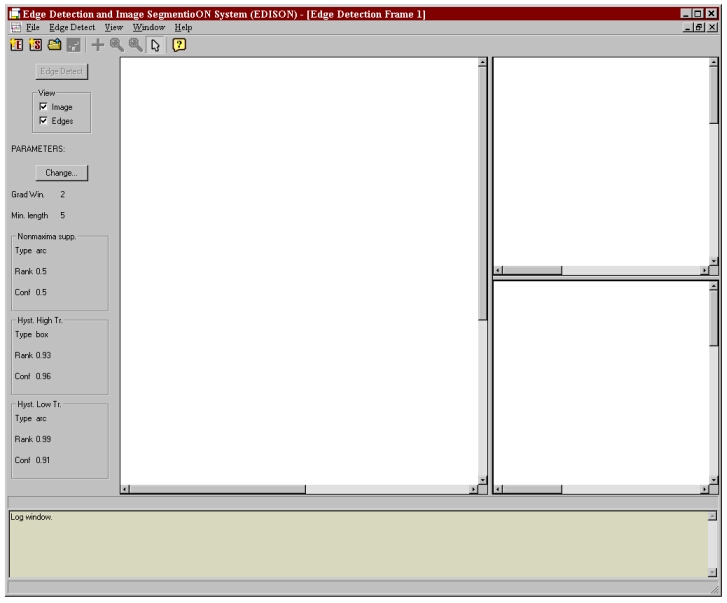 Edge Detection and Image SegmentioON System (EDISON) - [Edge Detection Frame 1]
File Edge Detect View Window Help
E S ?
Edge Detect
View
Image
Edges
PARAMETERS:
Change...
Grad Win. 2
Min. length 5
Nonmaxima supp.
Type arc
Rank 0.5
Conf 0.5
Hyst. High Tr.
Type box
Rank 0.93
Conf 0.96
Hyst. Low Tr.
Type arc
Rank 0.99
Conf 0.91
Log window.